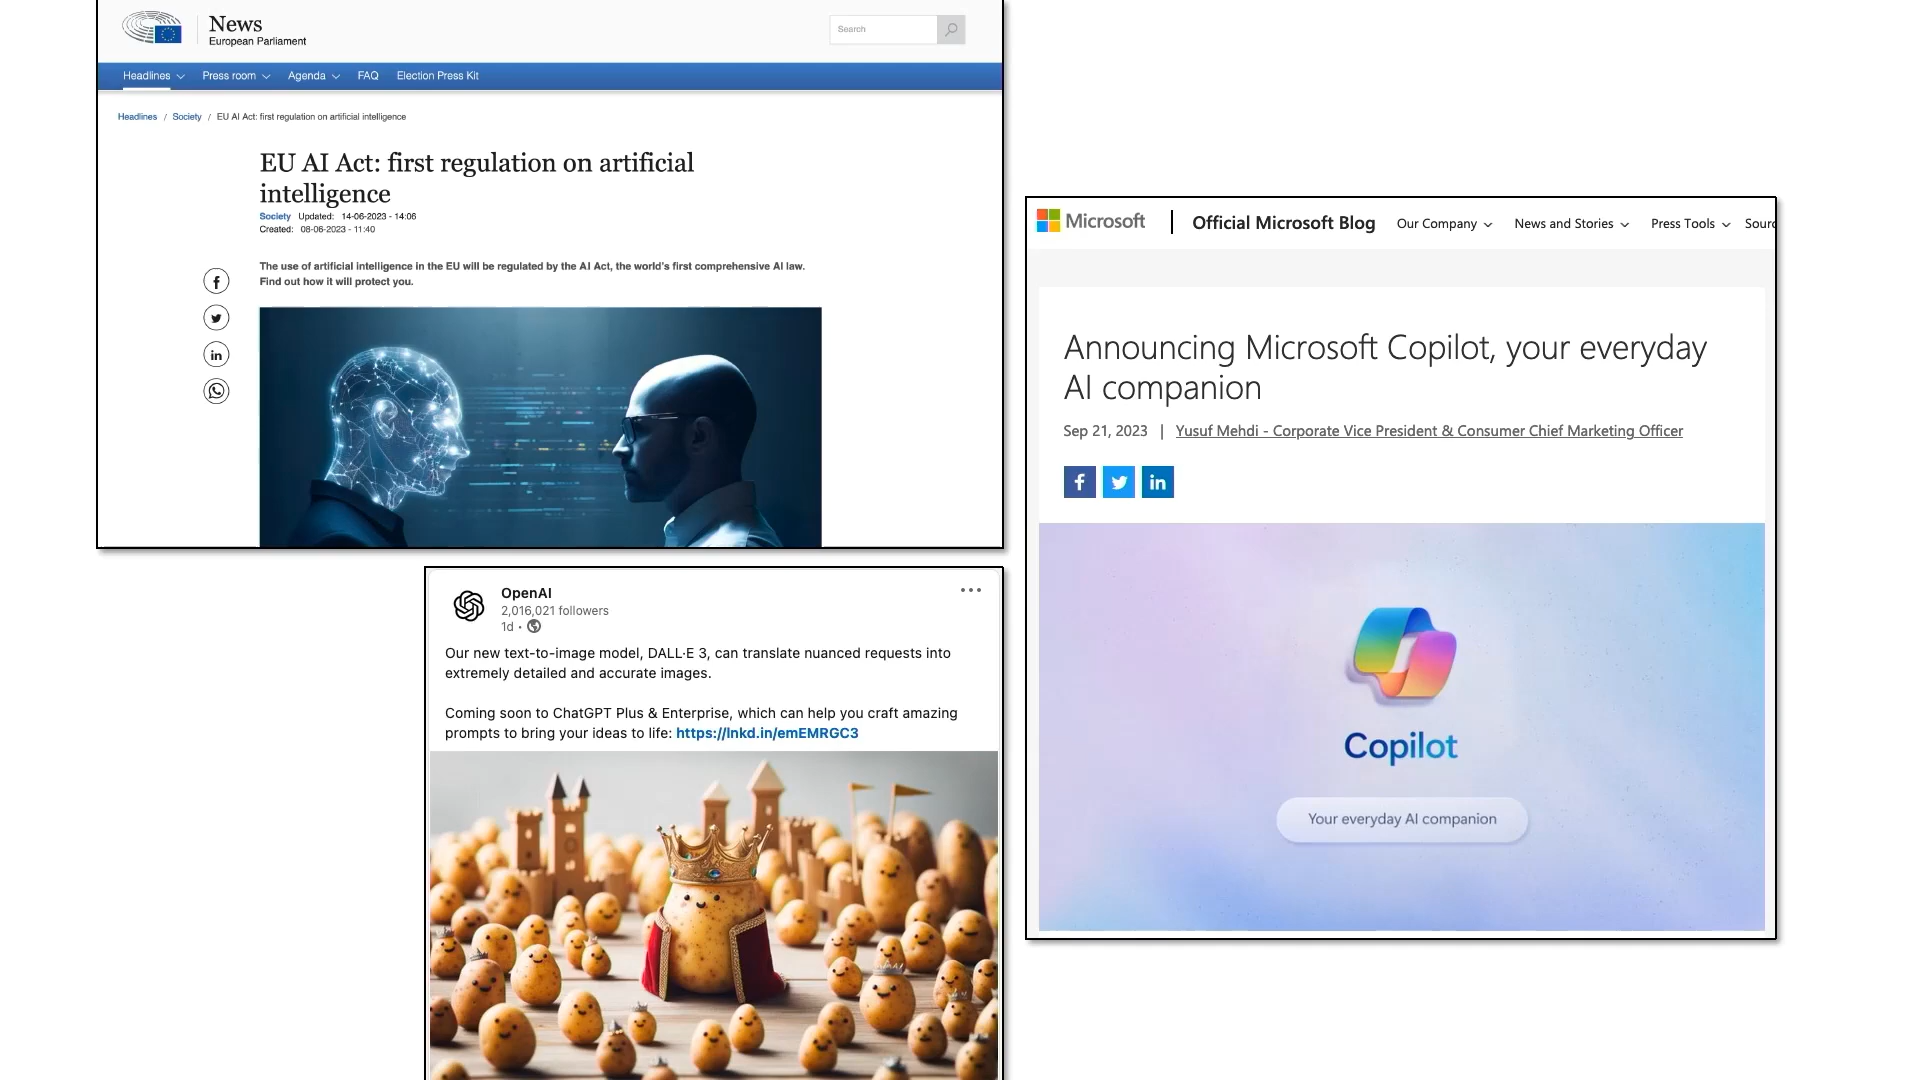 News
European Parliament
Search
Headlines
Press room
Agenda
FAQ
Election Press Kit
Headlines / Society / EU AI Act: first regulation on artificial intelligence
EU AI Act: first regulation on artificial
intelligence
Society Updated: 14-06-2023 - 14:06
Created: 08-06-2023 - 11:40
The use of artificial intelligence in the EU will be regulated by the AI Act, the world's first comprehensive AI law.
Find out how it will protect you.
OpenAI
2,016,021 followers
1d •
Our new text-to-image model, DALL·E 3, can translate nuanced requests into
extremely detailed and accurate images.
Coming soon to ChatGPT Plus & Enterprise, which can help you craft amazing
prompts to bring your ideas to life: https://lnkd.in/emEMRGC3
Microsoft | Official Microsoft Blog
Our Company
News and Stories
Press Tools
Sourc
Announcing Microsoft Copilot, your everyday
AI companion
Sep 21, 2023 | Yusuf Mehdi - Corporate Vice President & Consumer Chief Marketing Officer
Copilot
Your everyday AI companion